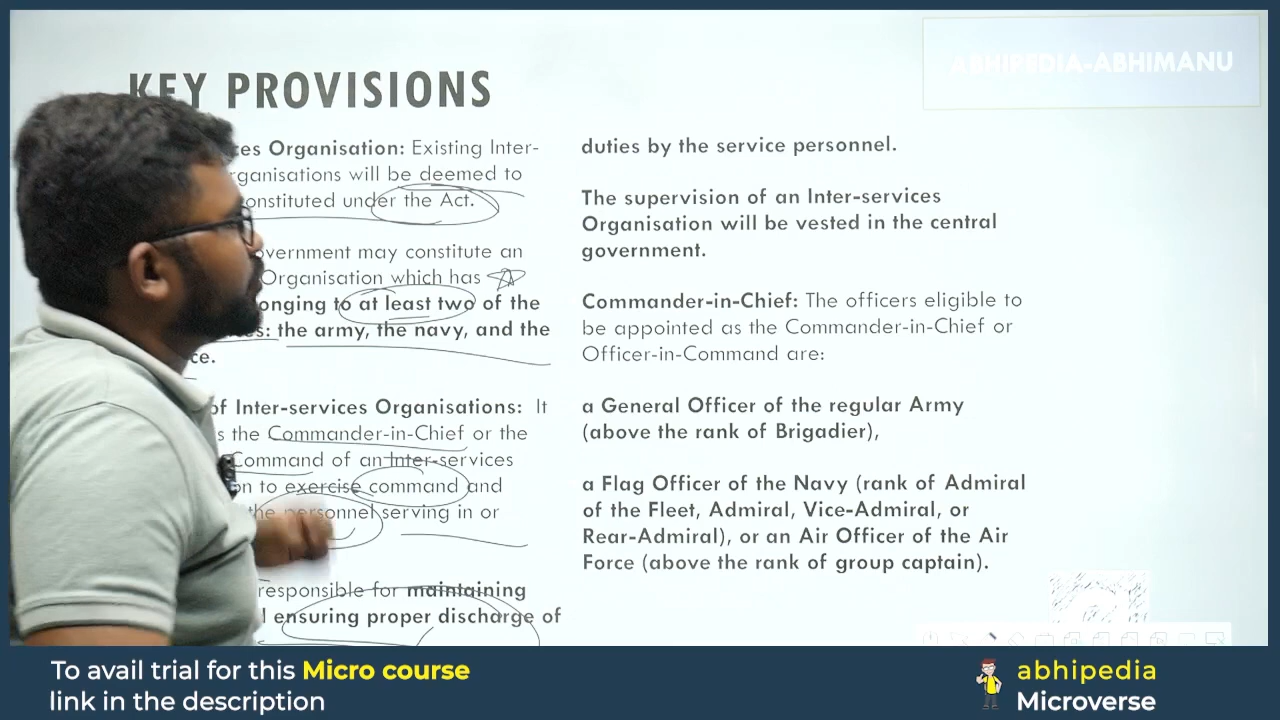 KEY PROVISIONS
ABHIPEDIA-ABHIMANU
Organisation: Existing Inter-
will be deemed to
under the Act.
may constitute an
Organisation which has
to at least two of the
the army, the navy, and the
of Inter-services Organisations: It
the Commander-in-Chief or the
Command of an Inter-services
to exercise command and
the personnel serving in or
responsible for maintaining
ensuring proper discharge of
duties by the service personnel.
The supervision of an Inter-services
Organisation will be vested in the central
government.
Commander-in-Chief: The officers eligible to
be appointed as the Commander-in-Chief or
Officer-in-Command are:
a General Officer of the regular Army
(above the rank of Brigadier),
a Flag Officer of the Navy (rank of Admiral
of the Fleet, Admiral, Vice-Admiral, or
Rear-Admiral), or an Air Officer of the Air
Force (above the rank of group captain).
To avail trial for this Micro course
link in the description
abhipedia
Microverse